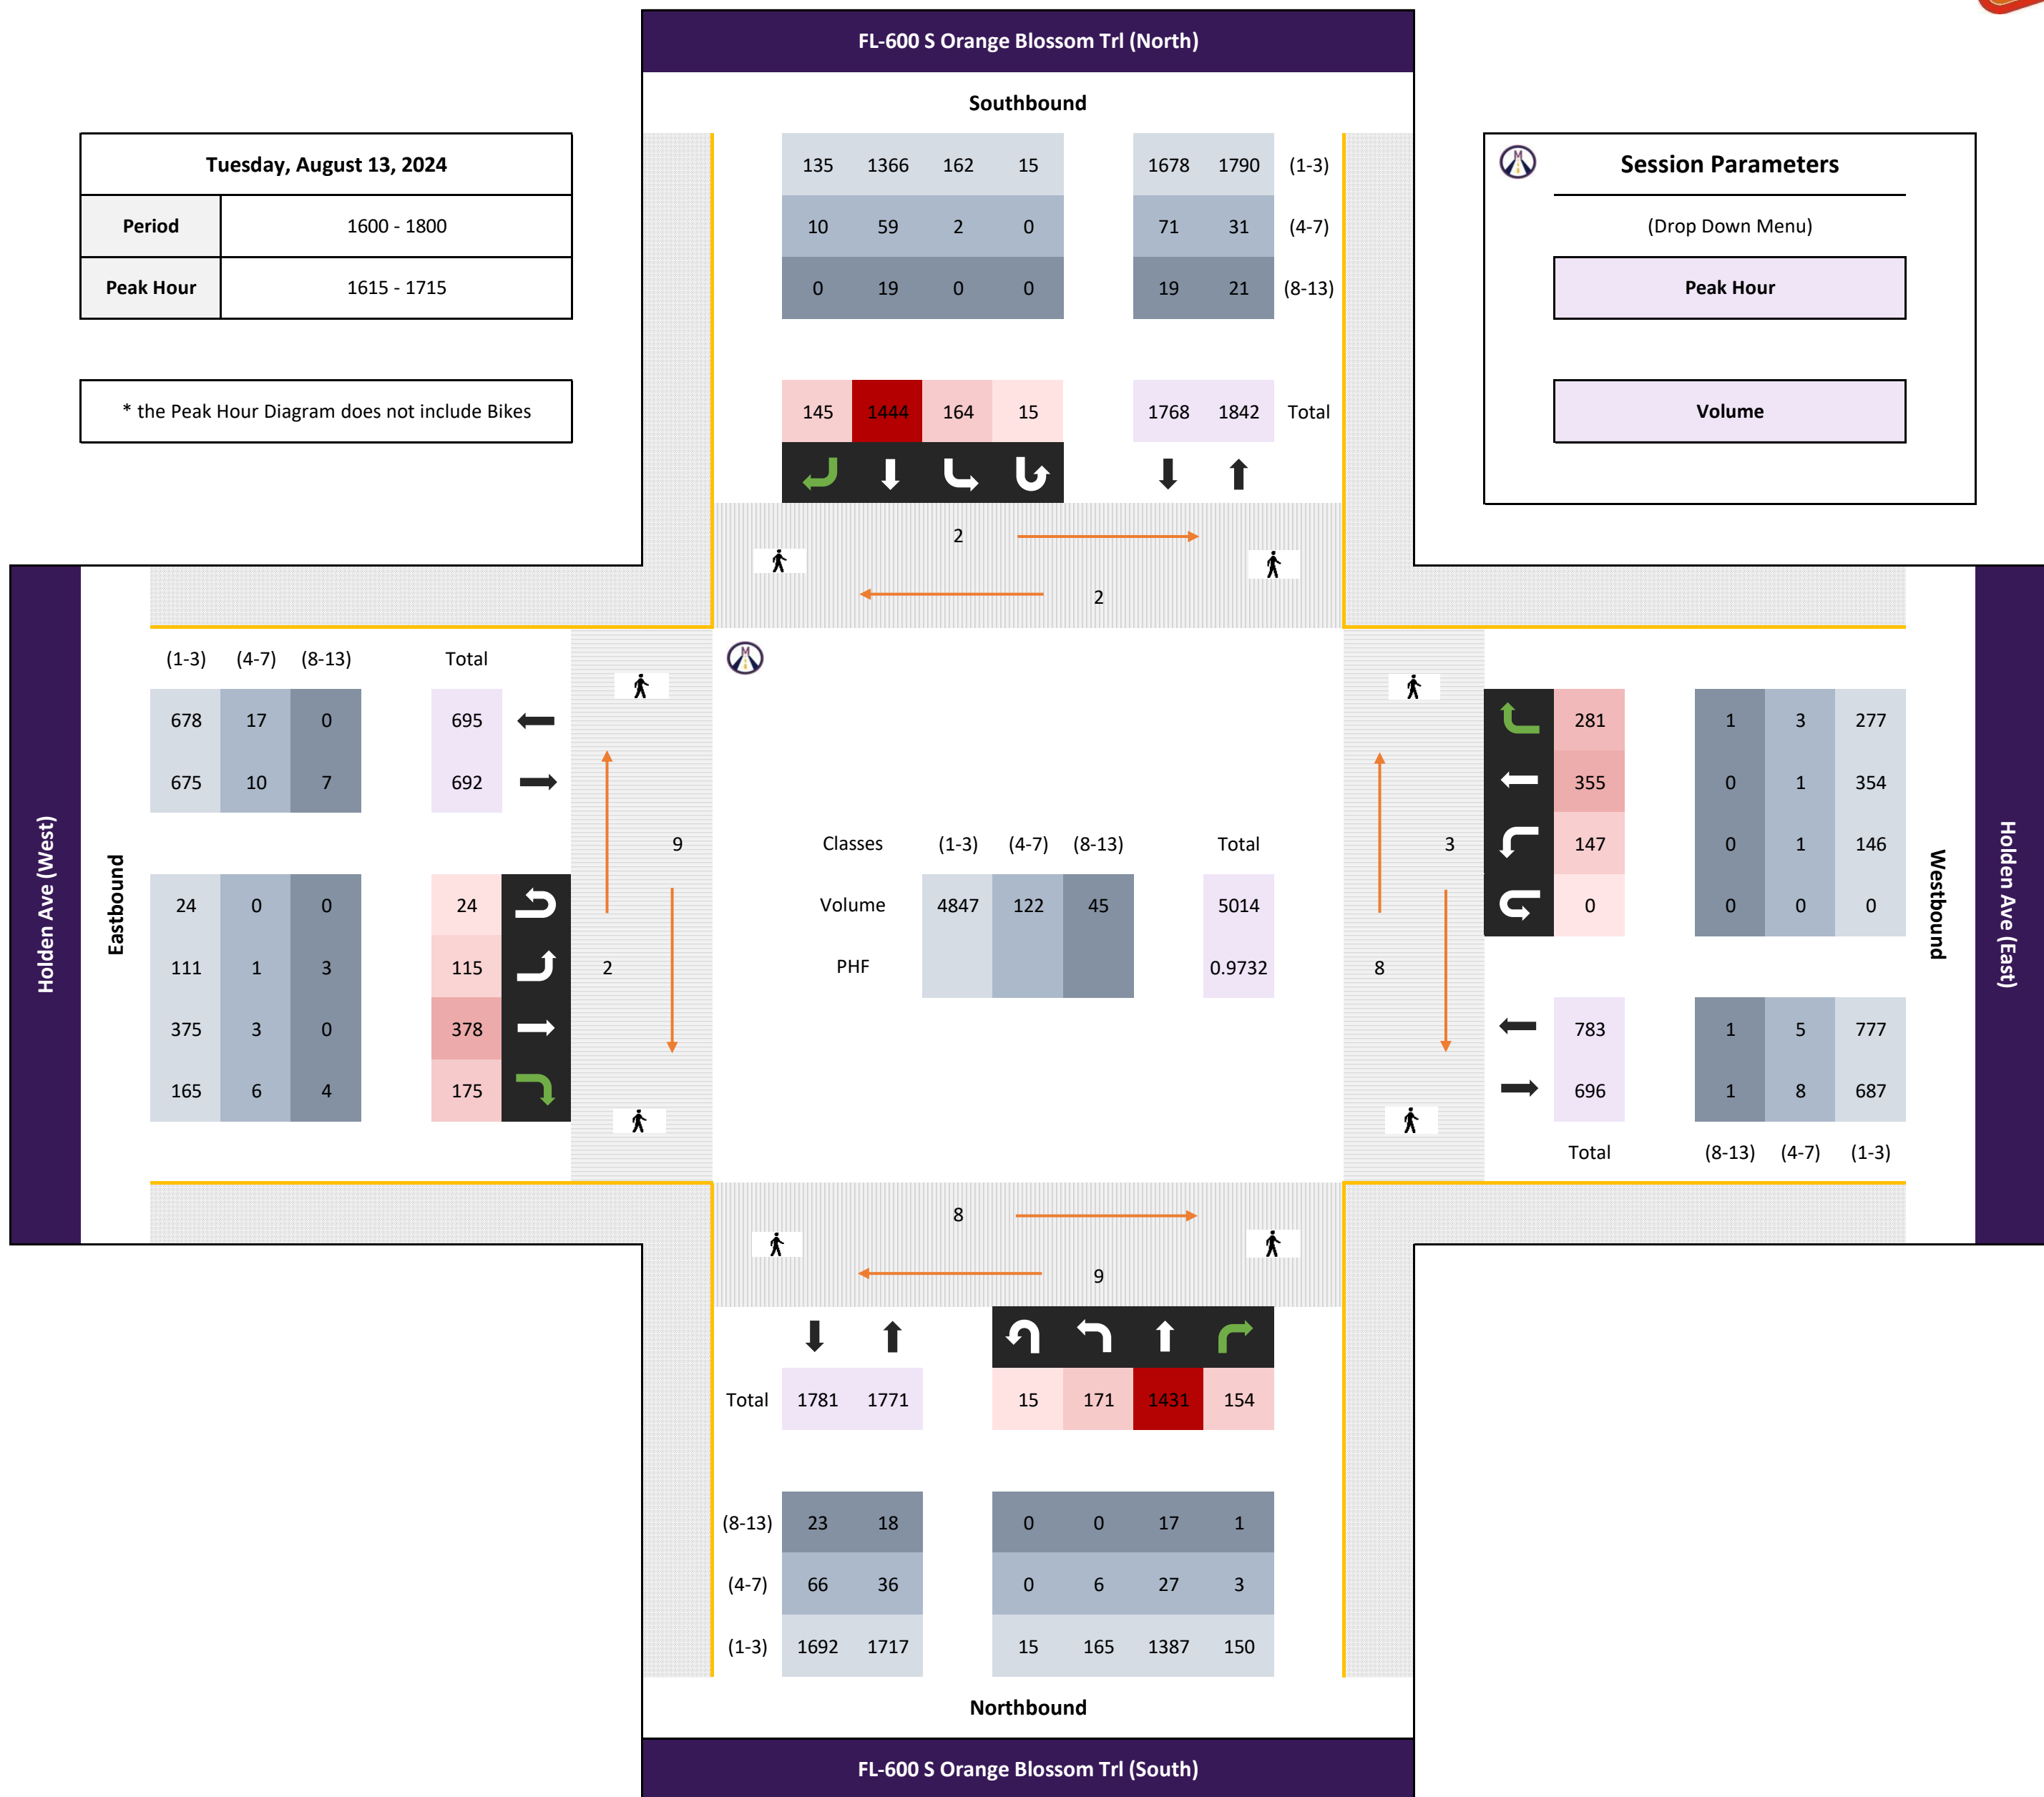 FL-600 S Orange Blossom Trl (North)
Southbound
Tuesday, August 13, 2024
Period 1600 - 1800
Peak Hour 1615 - 1715
* the Peak Hour Diagram does not include Bikes
135 1366 162 15 1678 1790 (1-3)
10 59 2 0 71 31 (4-7)
0 19 0 0 19 21 (8-13)
145 1444 164 15 1768 1842 Total
Session Parameters
(Drop Down Menu)
Peak Hour
Volume
2
2
Holden Ave (West)
Eastbound
(1-3) (4-7) (8-13) Total
678 17 0 695
675 10 7 692
24 0 0 24
111 1 3 115
375 3 0 378
165 6 4 175
9
2
M
Classes (1-3) (4-7) (8-13) Total
Volume 4847 122 45 5014
PHF 0.9732
3
8
281 1 3 277
355 0 1 354
147 0 1 146
0 0 0 0
783 1 5 777
696 1 8 687
Total (8-13) (4-7) (1-3)
Westbound
Holden Ave (East)
8
9
Total 1781 1771 15 171 1431 154
(8-13) 23 18 0 0 17 1
(4-7) 66 36 0 6 27 3
(1-3) 1692 1717 15 165 1387 150
Northbound
FL-600 S Orange Blossom Trl (South)